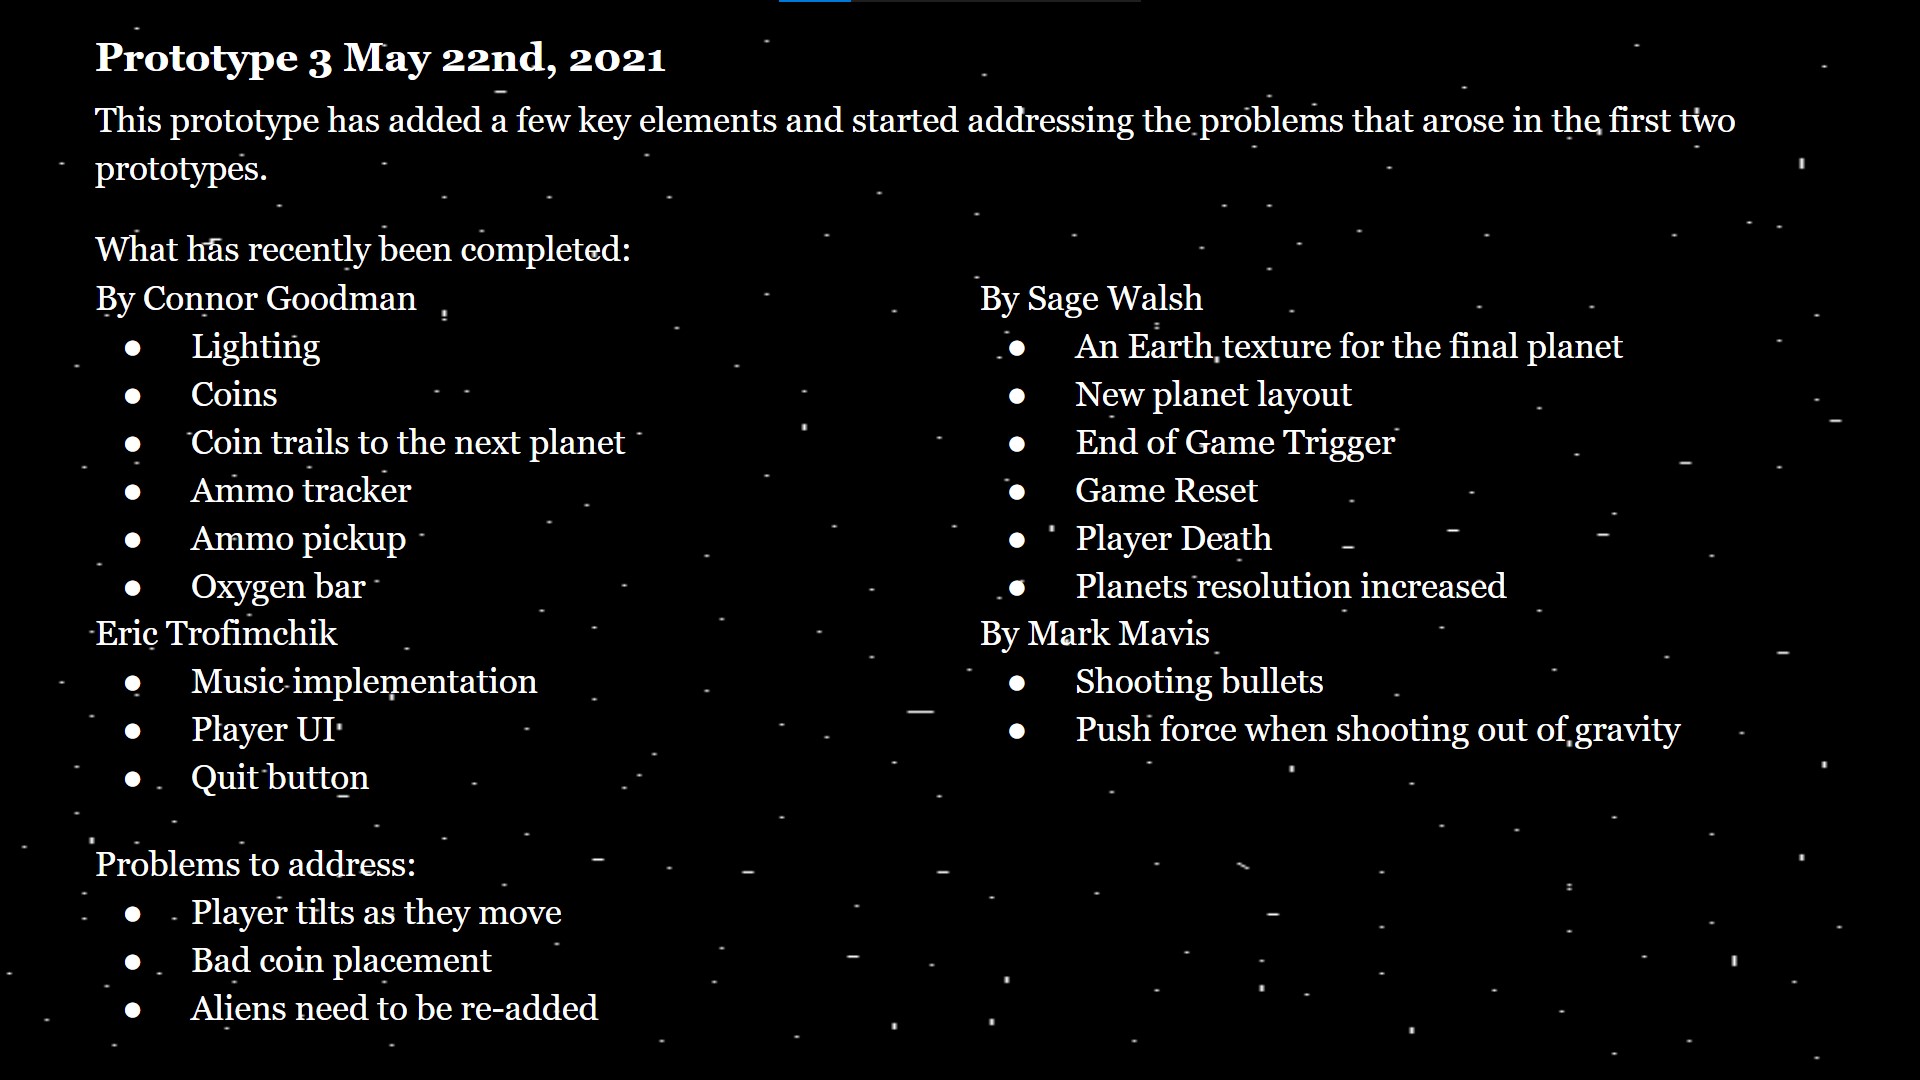 Prototype 3 May 22nd, 2021
This prototype has added a few key elements and started addressing the problems that arose in the first two
prototypes.
What has recently been completed:
By Connor Goodman
● Lighting
● Coins
● Coin trails to the next planet
● Ammo tracker
● Ammo pickup
● Oxygen bar
Eric Trofimchik
● Music implementation
● Player UI
● Quit button
By Sage Walsh
● An Earth texture for the final planet
● New planet layout
● End of Game Trigger
● Game Reset
● Player Death
● Planets resolution increased
By Mark Mavis
● Shooting bullets
● Push force when shooting out of gravity
Problems to address:
● Player tilts as they move
● Bad coin placement
● Aliens need to be re-added